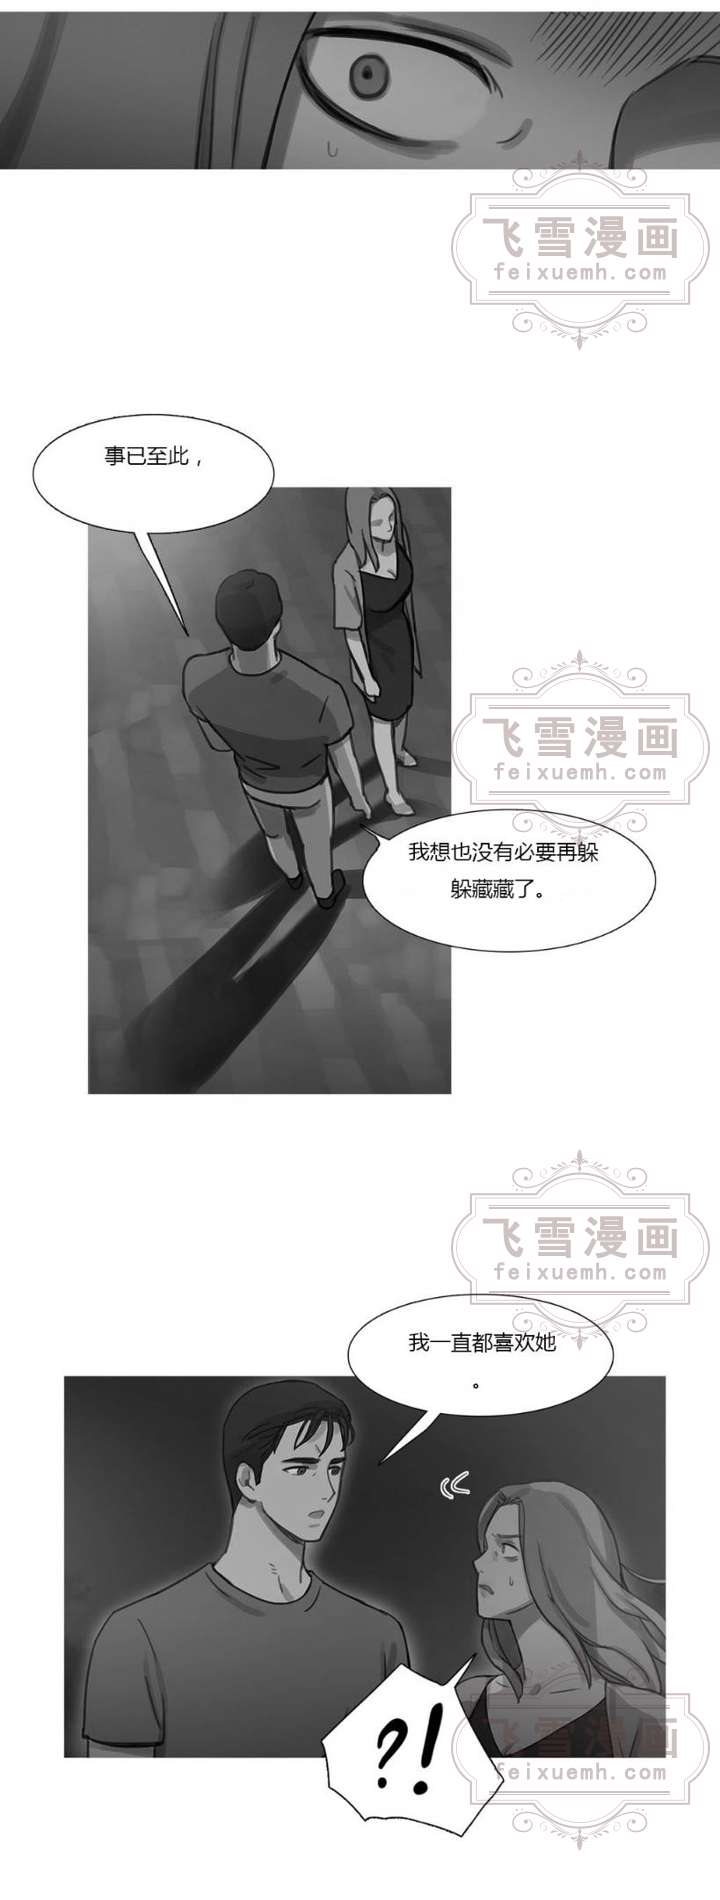 飞雪漫画
feixuemh.com
事已至此，
飞雪漫画
feixuemh.com
我想也没有必要再躲
躲藏藏了。
飞雪漫画
feixuemh.com
我一直都喜欢她
。
?!
飞雪漫画
feixuemh.com